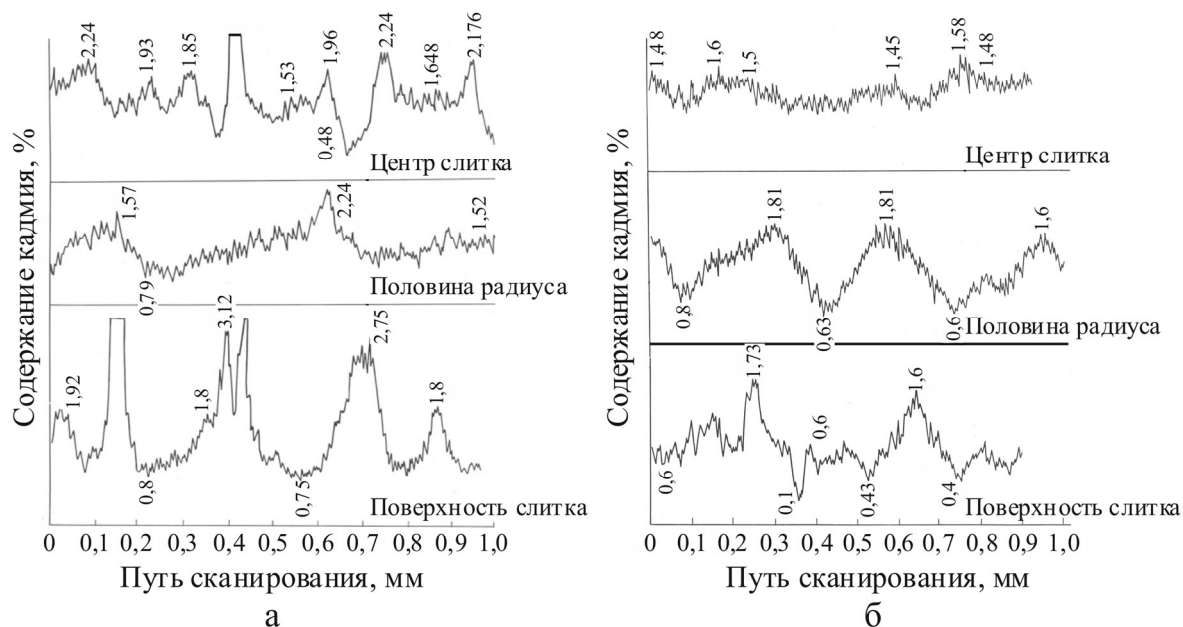 Содержание кадмия, %
2,24
1,93
1,85
1,53
1,96
0,48
2,24
1,648
2,176
Центр слитка
1,57
0,79
2,24
1,52
Половина радиуса
1,92
0,8
1,8
3,12
0,75
2,75
1,8
Поверхность слитка
0 0,1 0,2 0,3 0,4 0,5 0,6 0,7 0,8 0,9 1,0
Путь сканирования, мм
а
Содержание кадмия, %
1,48
1,6
1,5
1,45
1,58
1,48
Центр слитка
0,8
1,81
0,63
1,81
0,6
1,6
Половина радиуса
0,6
1,73
0,1
0,6
0,43
1,6
0,4
Поверхность слитка
0 0,1 0,2 0,3 0,4 0,5 0,6 0,7 0,8 0,9 1,0
Путь сканирования, мм
б